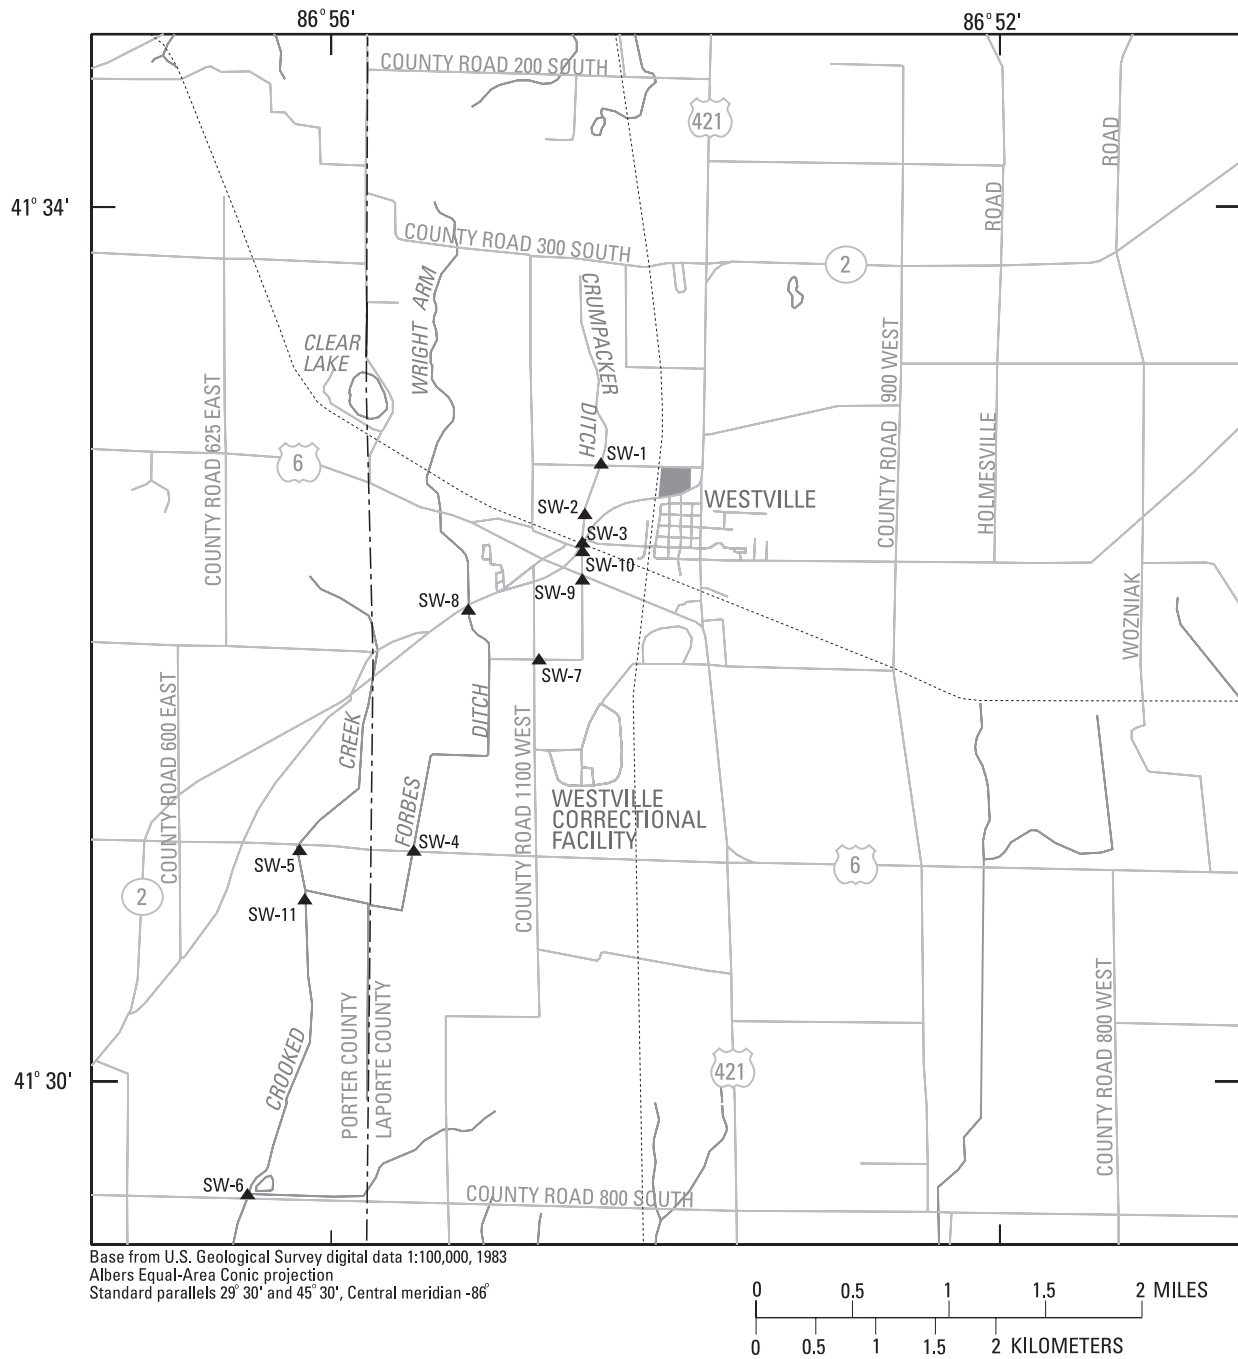 86° 56'
86° 52'
COUNTY ROAD 200 SOUTH
421
ROAD
ROAD
41° 34'
COUNTY ROAD 300 SOUTH
2
WRIGHT ARM
CRUMPACKER
DITCH
CLEAR
LAKE
COUNTY ROAD 625 EAST
COUNTY ROAD 900 WEST
HOLMESVILLE
6
SW-1
WESTVILLE
SW-2
SW-3
SW-10
SW-9
SW-8
WOZNIAK
SW-7
COUNTY ROAD 600 EAST
CREEK
DITCH
COUNTY ROAD 1100 WEST
FORBES
WESTVILLE
CORRECTIONAL
FACILITY
SW-4
SW-5
6
2
SW-11
PORTER COUNTY
LAPORTE COUNTY
COUNTY ROAD 800 WEST
CROOKED
421
41° 30'
SW-6
COUNTY ROAD 800 SOUTH
Base from U.S. Geological Survey digital data 1:100,000, 1983
Albers Equal-Area Conic projection
Standard parallels 29° 30' and 45° 30', Central meridian -86°
0 0.5 1 1.5 2 MILES
0 0.5 1 1.5 2 KILOMETERS